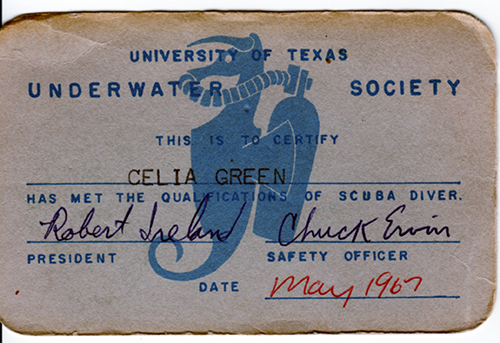 UNIVERSITY OF TEXAS
UNDERWATER SOCIETY
THIS IS TO CERTIFY
CELIA GREEN
HAS MET THE QUALIFICATIONS OF SCUBA DIVER.
Robert Ireland Chuck Ervin
PRESIDENT SAFETY OFFICER
DATE May 1967